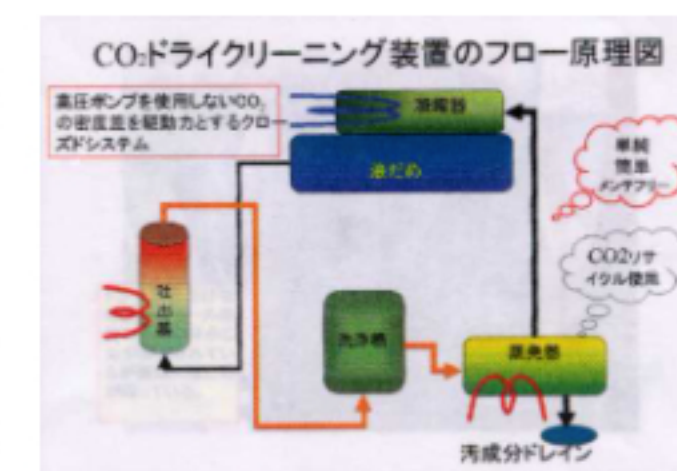 CO₂ドライクリーニング装置のフロー原理図
高圧ポンプを使用しないCO₂
の密度差を駆動力とするクロー
ズドシステム
凝縮器
液だめ
単純
簡単
メンテフリー
CO2リサ
イクル使用
吐出基
洗浄槽
蒸発器
汚成分ドレイン